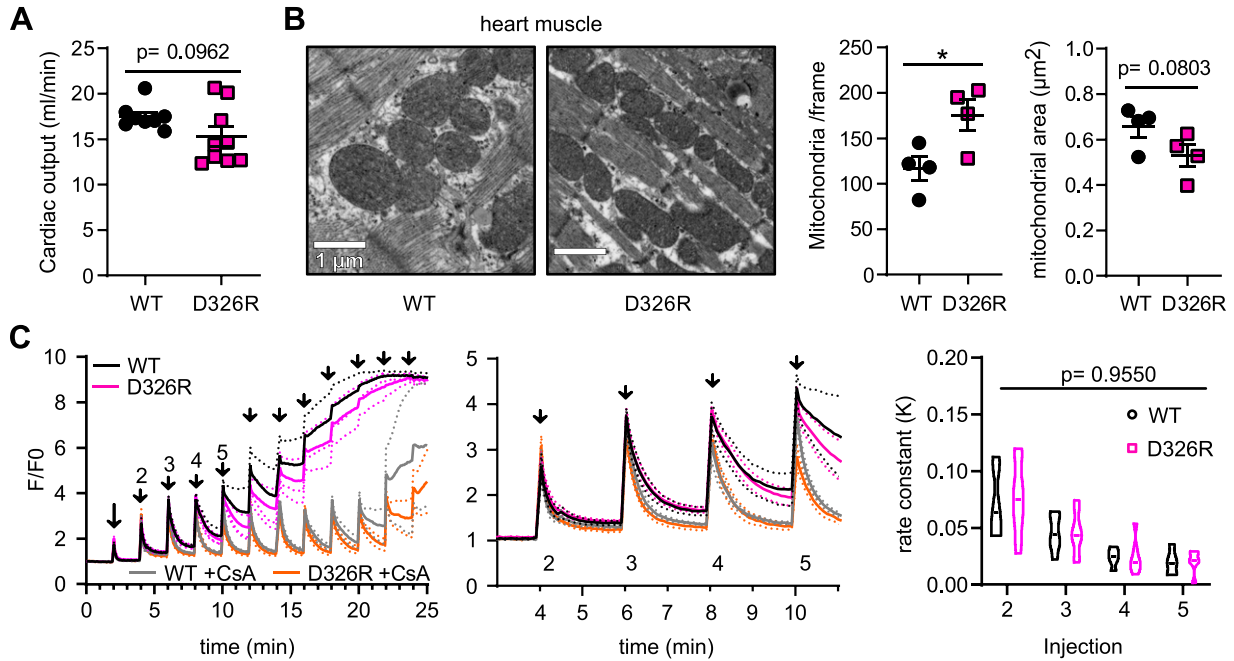 A
Cardiac output (ml/min)
25
20
15
10
5
0
p= 0.0962
WT
D326R
B
heart muscle
1 µm
WT
D326R
Mitochondria /frame
250
200
150
100
50
0
*
WT
D326R
mitochondrial area (µm²)
1.0
0.8
0.6
0.4
0.2
0.0
p= 0.0803
WT
D326R
C
F/F0
10
8
6
4
2
0
WT
D326R
2
3
4
5
WT +CsA
D326R +CsA
0
5
10
15
20
25
time (min)
5
4
3
2
1
0
2
3
4
5
4
5
6
7
8
9
10
time (min)
rate constant (K)
0.20
0.15
0.10
0.05
0.00
p= 0.9550
WT
D326R
2
3
4
5
Injection